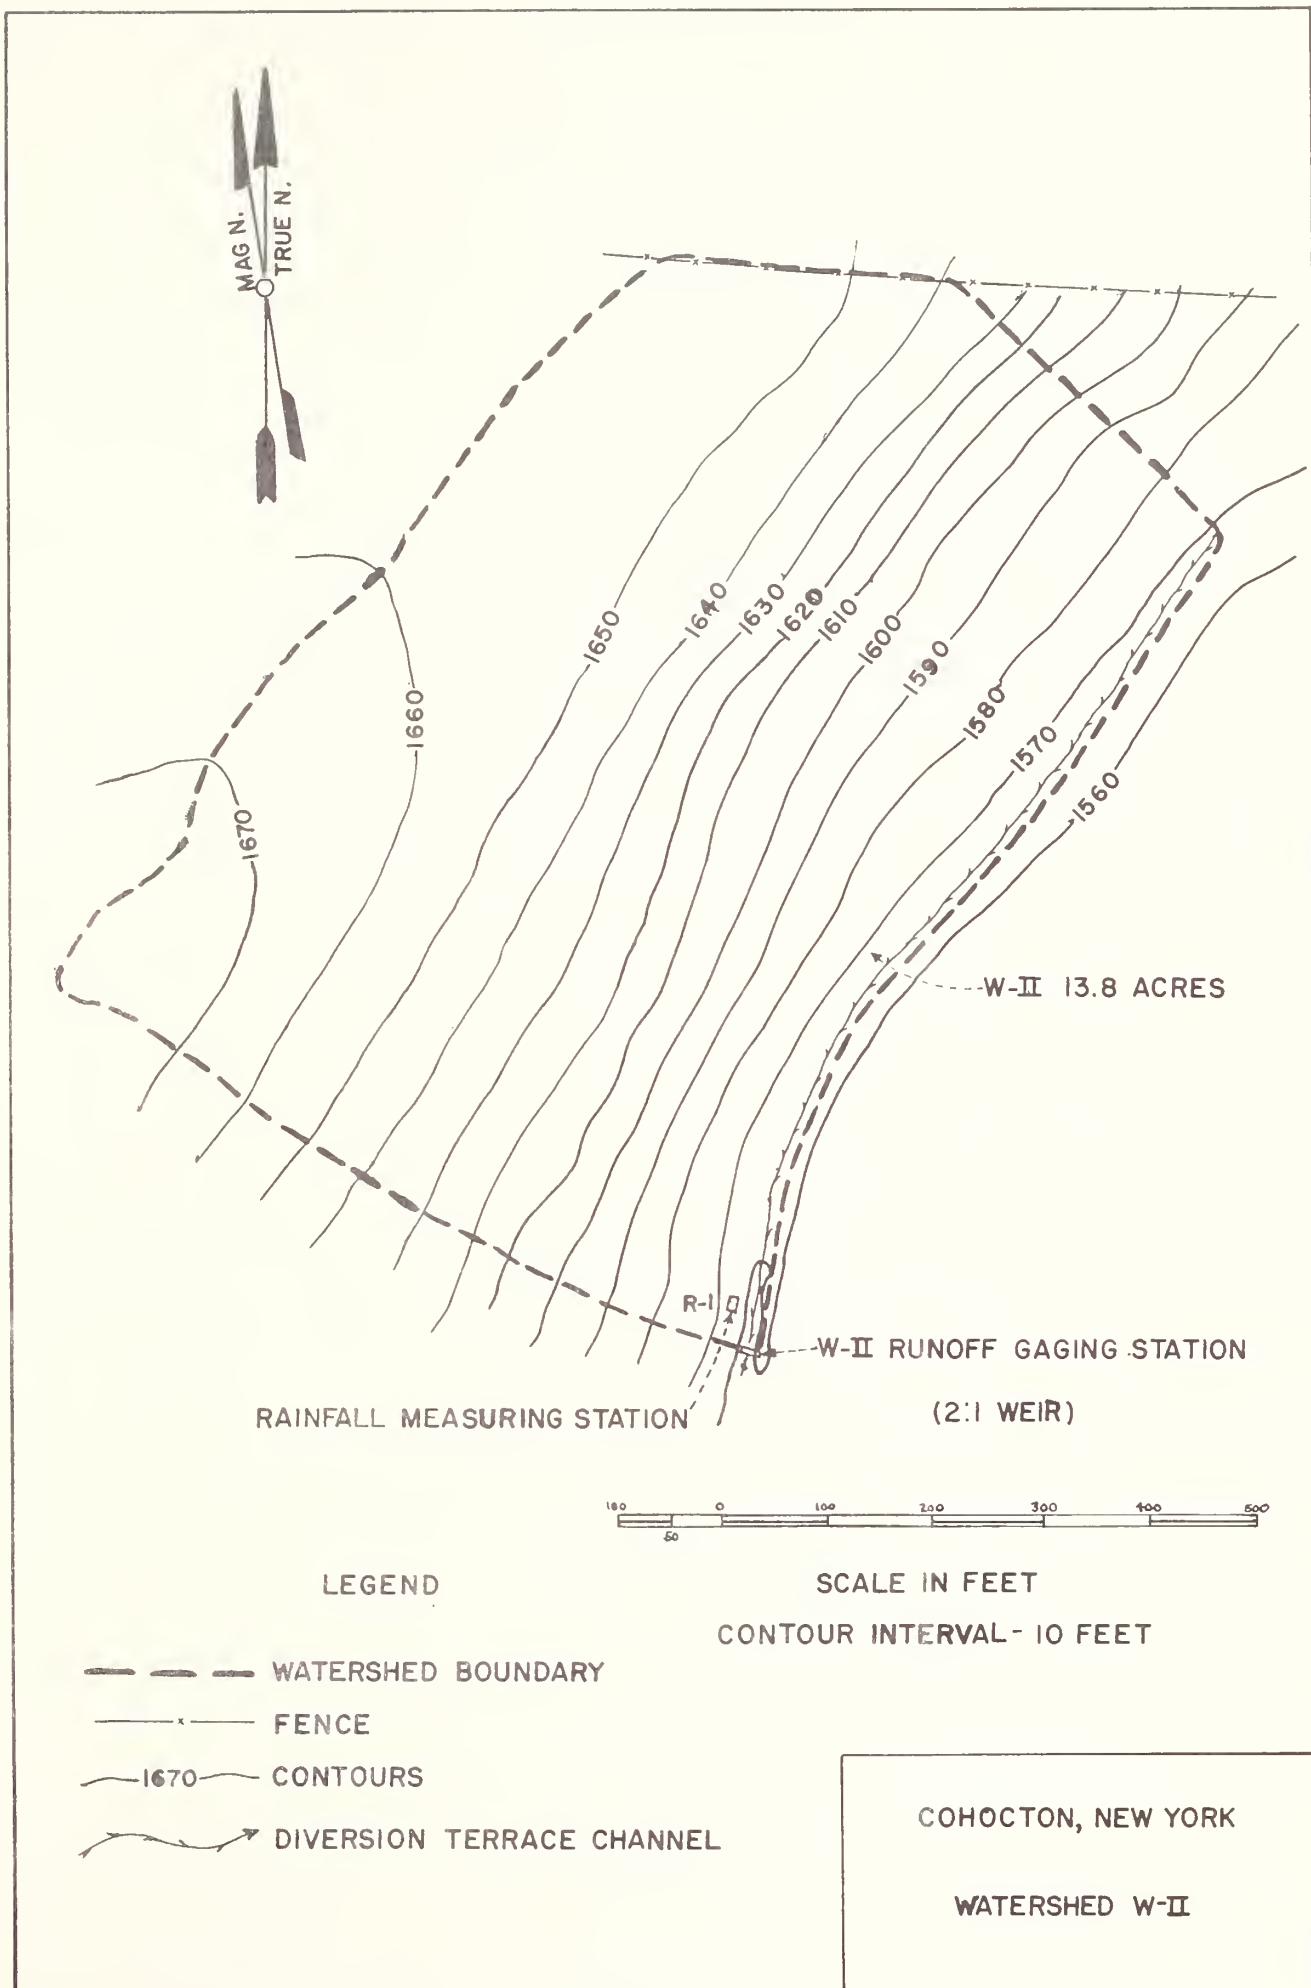 MAG N.
TRUE N.
1650
1640
1630
1620
1610
1600
1590
1580
1570
1560
1660
1670
W-II 13.8 ACRES
R-1
W-II RUNOFF GAGING STATION
(2:1 WEIR)
RAINFALL MEASURING STATION
100 0 100 200 300 400 500
50
SCALE IN FEET
CONTOUR INTERVAL - 10 FEET
LEGEND
WATERSHED BOUNDARY
FENCE
1670 CONTOURS
DIVERSION TERRACE CHANNEL
COHOCTON, NEW YORK
WATERSHED W-II